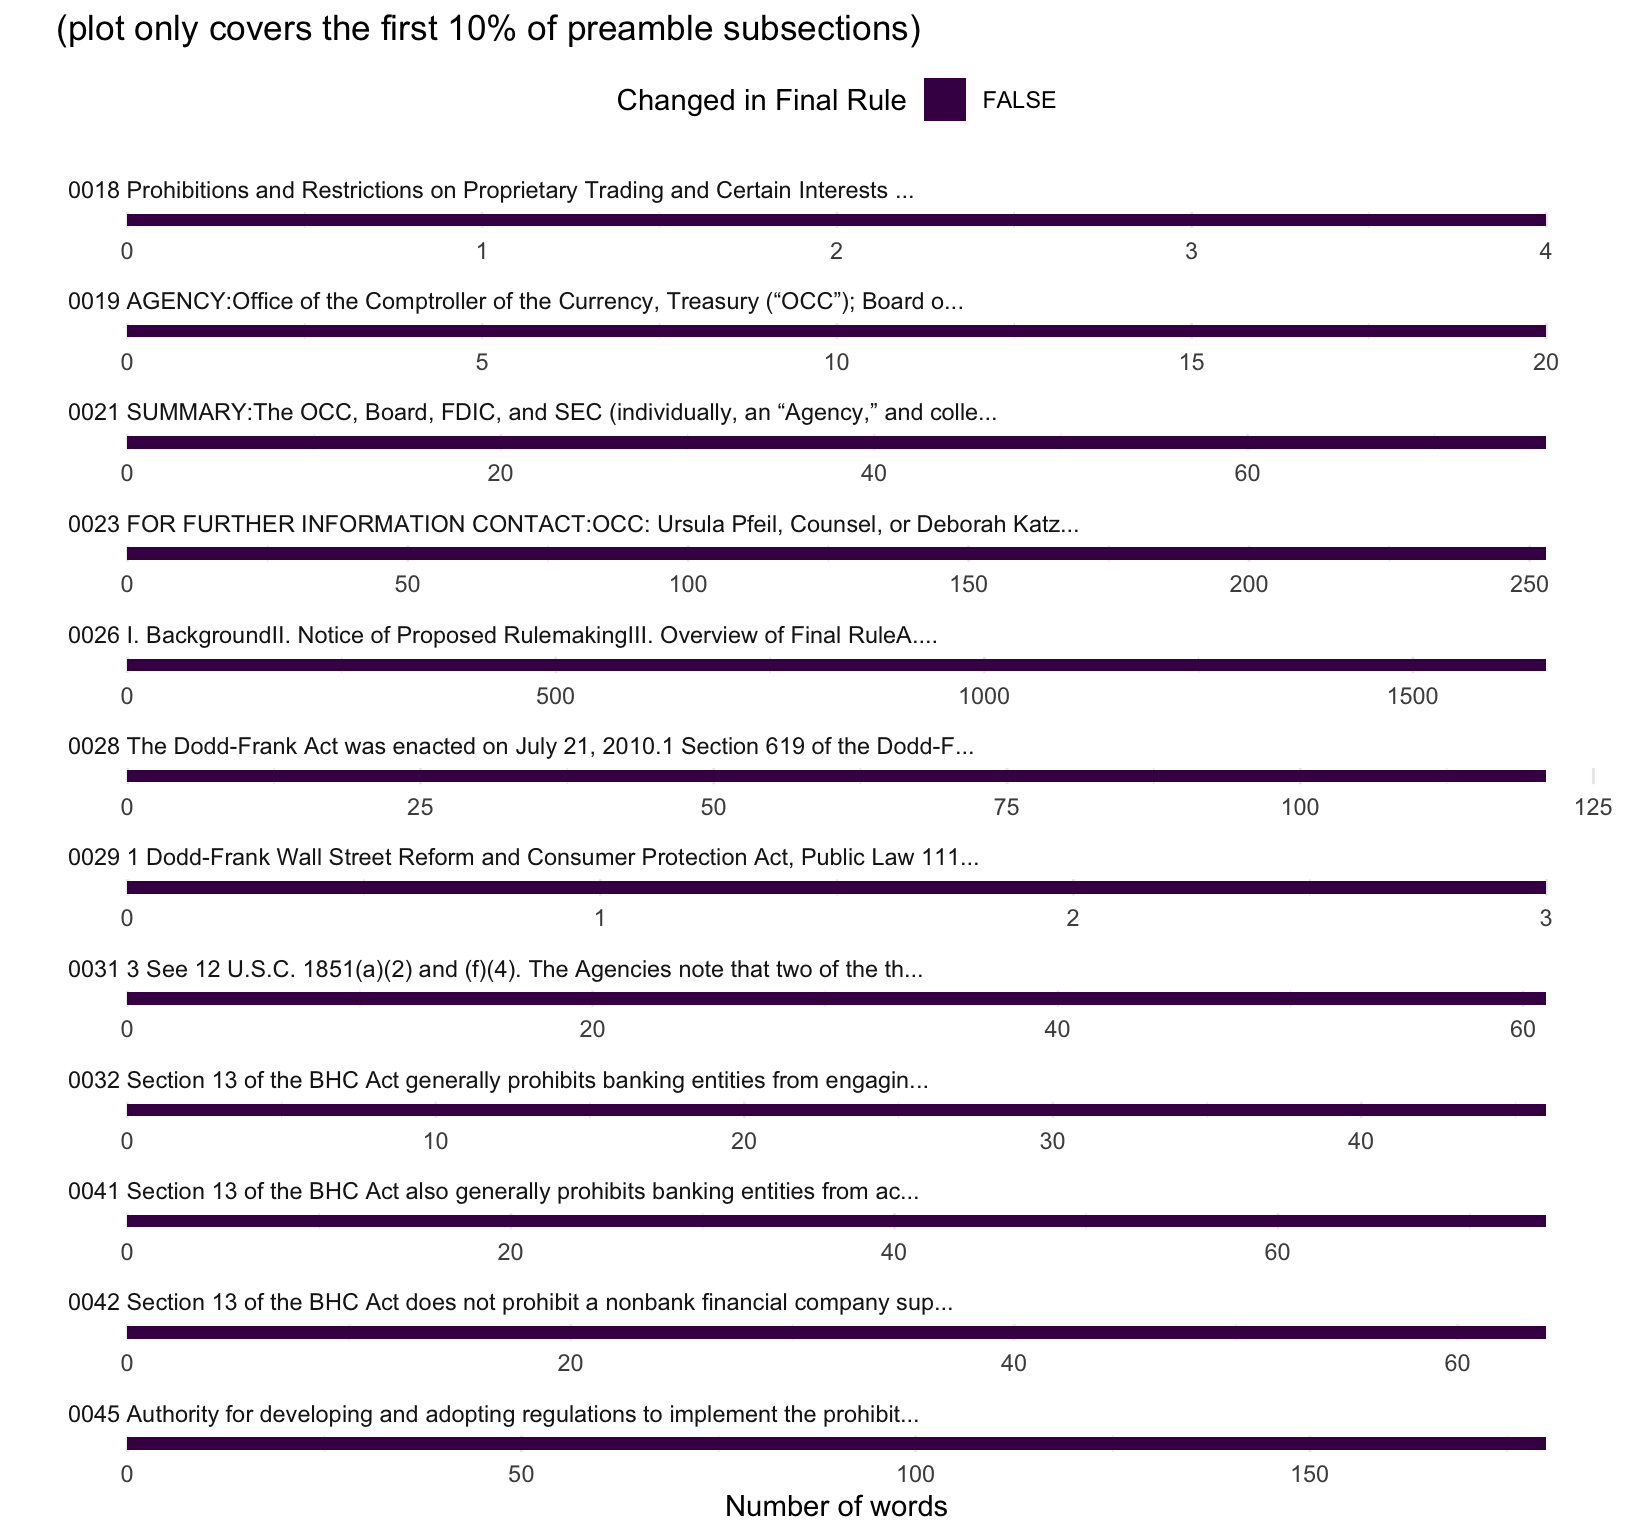 (plot only covers the first 10% of preamble subsections)
Changed in Final Rule FALSE
0018 Prohibitions and Restrictions on Proprietary Trading and Certain Interests ...
0 1 2 3 4
0019 AGENCY:Office of the Comptroller of the Currency, Treasury (“OCC”); Board o...
0 5 10 15 20
0021 SUMMARY:The OCC, Board, FDIC, and SEC (individually, an “Agency,” and colle...
0 20 40 60
0023 FOR FURTHER INFORMATION CONTACT:OCC: Ursula Pfeil, Counsel, or Deborah Katz...
0 50 100 150 200 250
0026 I. BackgroundII. Notice of Proposed RulemakingIII. Overview of Final RuleA....
0 500 1000 1500
0028 The Dodd-Frank Act was enacted on July 21, 2010.1 Section 619 of the Dodd-F...
0 25 50 75 100 125
0029 1 Dodd-Frank Wall Street Reform and Consumer Protection Act, Public Law 111...
0 1 2 3
0031 3 See 12 U.S.C. 1851(a)(2) and (f)(4). The Agencies note that two of the th...
0 20 40 60
0032 Section 13 of the BHC Act generally prohibits banking entities from engagin...
0 10 20 30 40
0041 Section 13 of the BHC Act also generally prohibits banking entities from ac...
0 20 40 60
0042 Section 13 of the BHC Act does not prohibit a nonbank financial company sup...
0 20 40 60
0045 Authority for developing and adopting regulations to implement the prohibit...
0 50 100 150
Number of words